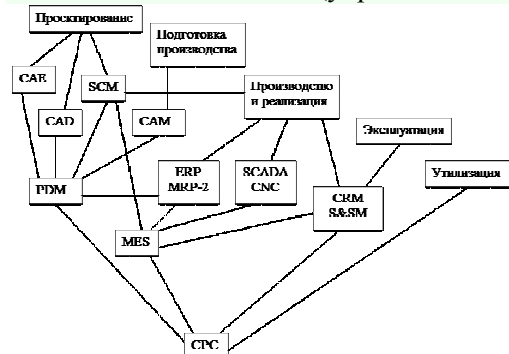 Проектирование
Подготовка
производства
CAE
SCM
Производство
и реализация
CAD
CAM
Эксплуатация
ERP
MRP-2
SCADA
CNC
Утилизация
PDM
CRM
S&SM
MES
CPC